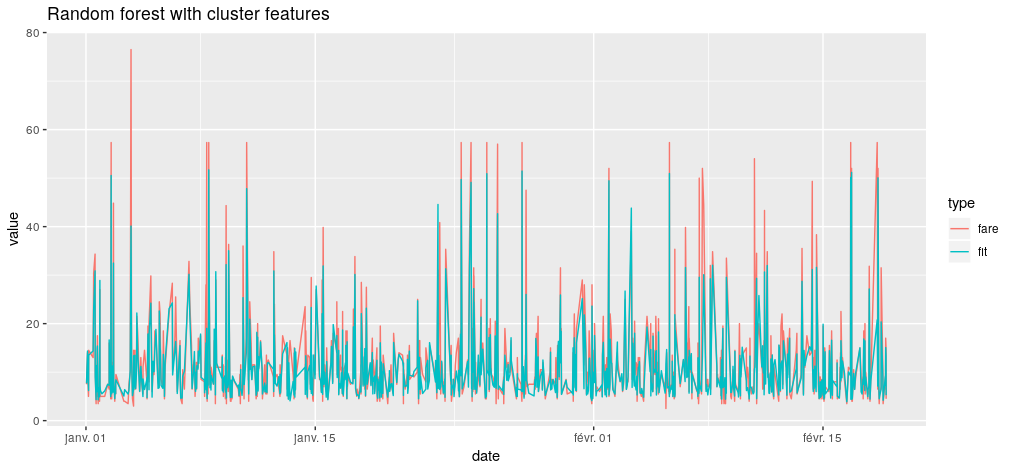 Random forest with cluster features
80
60
40
20
0
value
janv. 01
janv. 15
févr. 01
févr. 15
date
type
fare
fit